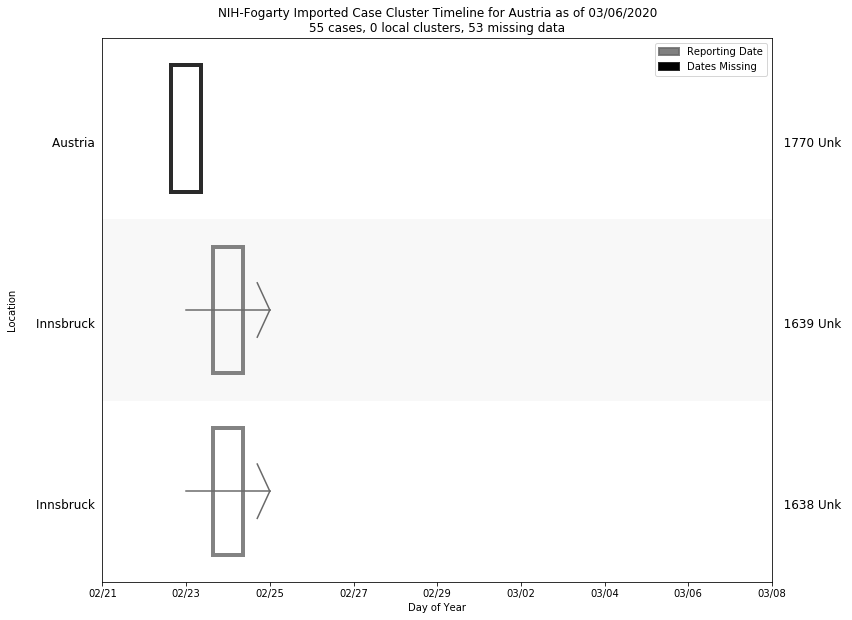 NIH-Fogarty Imported Case Cluster Timeline for Austria as of 03/06/2020
55 cases, 0 local clusters, 53 missing data
Reporting Date
Dates Missing
Austria
1770 Unk
Location
Innsbruck
1639 Unk
Innsbruck
1638 Unk
02/21
02/23
02/25
02/27
02/29
03/02
03/04
03/06
03/08
Day of Year